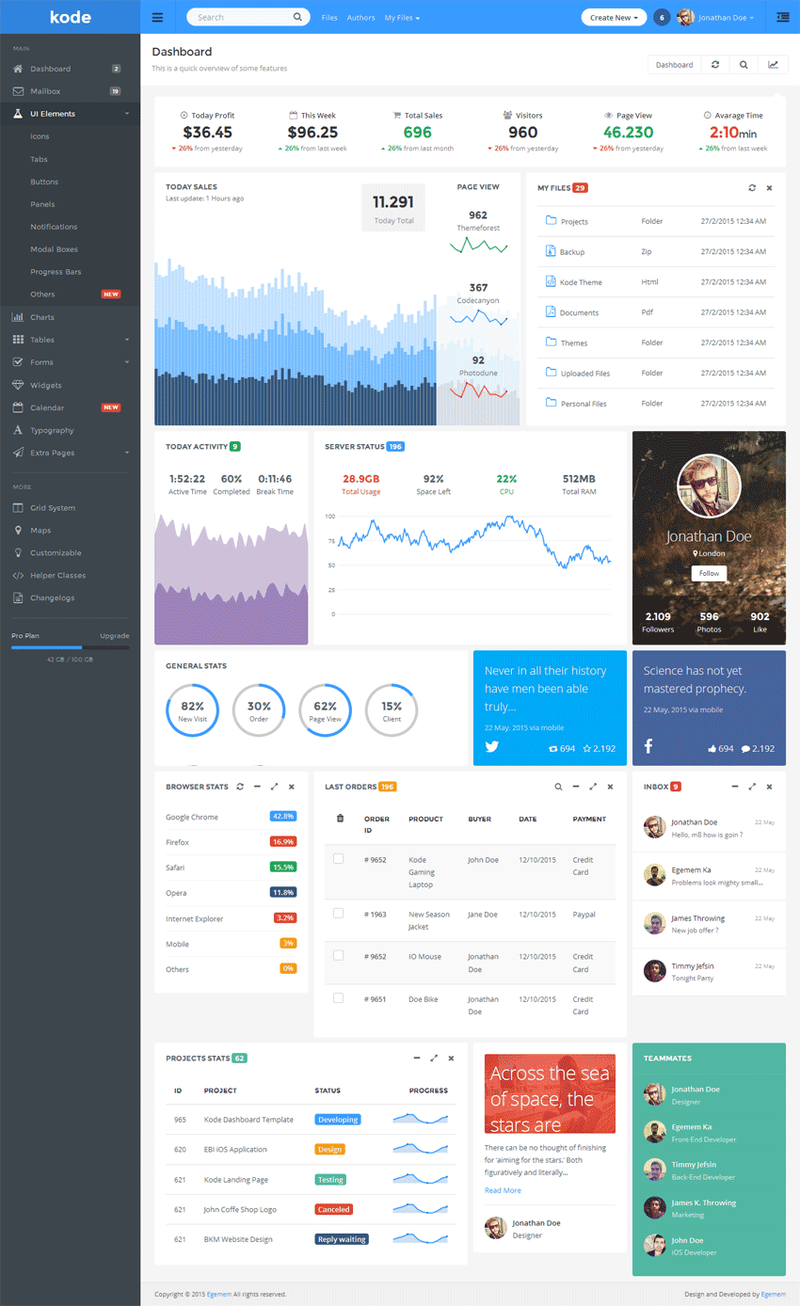 kode
Search
Files Authors My Files
Create New
6
Jonathan Doe
MAIN
Dashboard 2
Mailbox 19
UI Elements
Icons
Tabs
Buttons
Panels
Notifications
Modal Boxes
Progress Bars
Others NEW
Charts
Tables
Forms
Widgets
Calendar NEW
Typography
Extra Pages
MORE
Grid System
Maps
Customizable
Helper Classes
Changelogs
Pro Plan Upgrade
42 GB / 100 GB
Dashboard
This is a quick overview of some features
Dashboard
Today Profit
$36.45
26% from yesterday
This Week
$96.25
26% from last week
Total Sales
696
26% from last month
Visitors
960
26% from yesterday
Page View
46.230
26% from yesterday
Avarage Time
2:10min
26% from last week
TODAY SALES
Last update: 1 Hours ago
11.291
Today Total
PAGE VIEW
962
Themeforest
367
Codecanyon
92
Photodune
MY FILES 29
Projects Folder 27/2/2015 12:34 AM
Backup Zip 27/2/2015 12:34 AM
Kode Theme Html 27/2/2015 12:34 AM
Documents Pdf 27/2/2015 12:34 AM
Themes Folder 27/2/2015 12:34 AM
Uploaded Files Folder 27/2/2015 12:34 AM
Personal Files Folder 27/2/2015 12:34 AM
TODAY ACTIVITY 9
1:52:22 60% 0:11:46
Active Time Completed Break Time
SERVER STATUS 196
28.9GB 92% 22% 512MB
Total Usage Space Left CPU Total RAM
100
75
50
25
0
Jonathan Doe
London
Follow
2.109 596 902
Followers Photos Like
GENERAL STATS
82%
New Visit
30%
Order
62%
Page View
15%
Client
Never in all their history
have men been able
truly...
22 May, 2015 via mobile
694 2.192
Science has not yet
mastered prophecy.
22 May, 2015 via mobile
694 2.192
BROWSER STATS
Google Chrome 42.8%
Firefox 16.9%
Safari 15.5%
Opera 11.8%
Internet Explorer 3.2%
Mobile 3%
Others 0%
LAST ORDERS 196
ORDER ID PRODUCT BUYER DATE PAYMENT
# 9652 Kode Gaming Laptop John Doe 12/10/2015 Credit Card
# 1963 New Season Jacket Jane Doe 12/10/2015 Paypal
# 9652 IO Mouse Jonathan Doe 12/10/2015 Credit Card
# 9651 Doe Bike Jonathan Doe 12/10/2015 Credit Card
INBOX 9
Jonathan Doe 22 May
Hello, m8 how is goin ?
Egemem Ka 22 May
Problems look mighty small...
James Throwing 22 May
New job offer ?
Timmy Jefsin 22 May
Tonight Party
PROJECTS STATS 62
ID PROJECT STATUS PROGRESS
965 Kode Dashboard Template Developing
620 EBI iOS Application Design
621 Kode Landing Page Testing
621 John Coffe Shop Logo Canceled
621 BKM Website Design Reply waiting
Across the sea
of space, the
stars are
There can be no thought of finishing
for 'aiming for the stars.' Both
figuratively and literally...
Read More
Jonathan Doe
Designer
TEAMMATES
Jonathan Doe
Designer
Egemem Ka
Front-End Developer
Timmy Jefsin
Back-End Developer
James K. Throwing
Marketing
John Doe
iOS Developer
Copyright © 2015 Egemem All rights reserved.
Design and Developed by Egemem